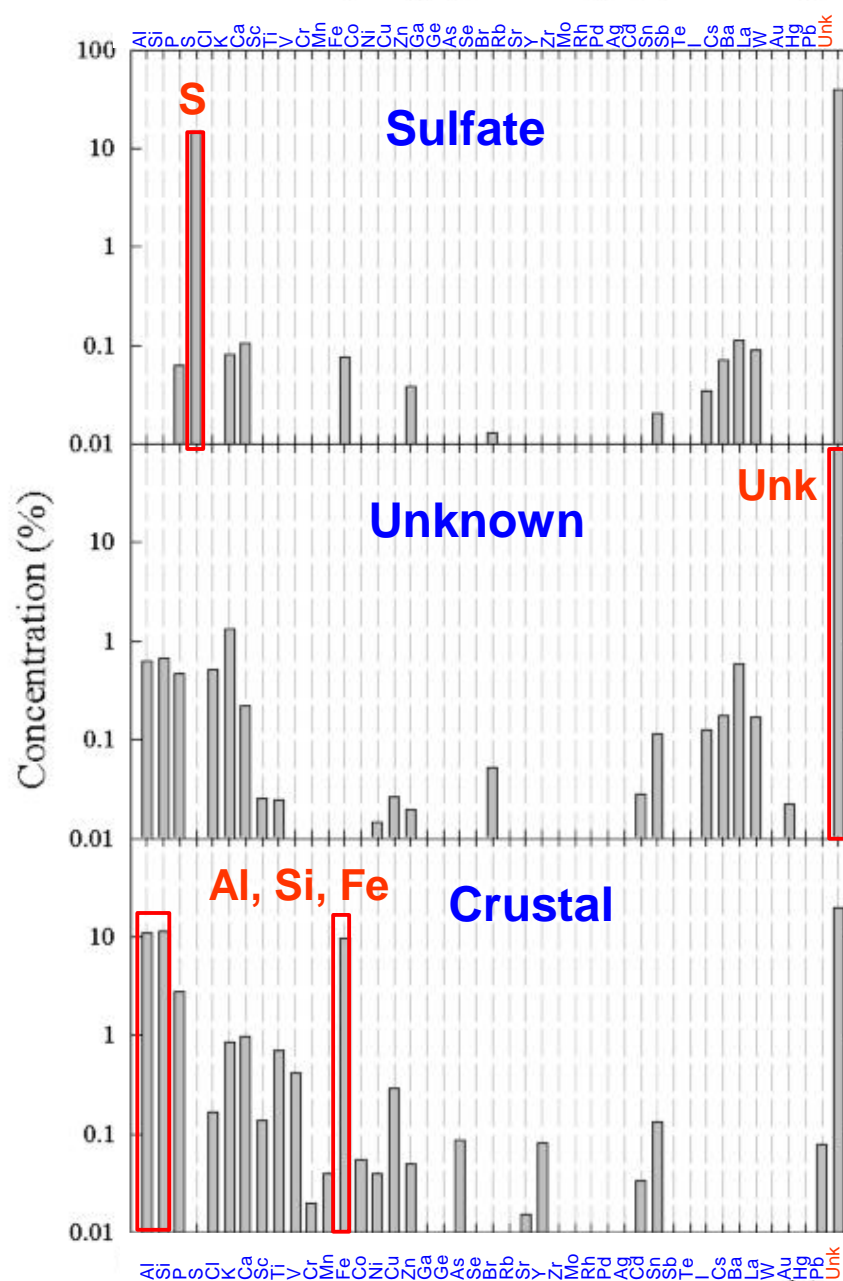 Al Si P S Cl K Ca Sc Ti V Cr Mn Fe Co Ni Cu Zn Ga Ge As Se Br Rb Sr Y Zr Mo Rh Pd Ag Cd Sn Sb Te I Cs Ba La W Au Hg Pb Unk
100
S
Sulfate
10
1
0.1
0.01
Unk
Unknown
10
1
0.1
0.01
Concentration (%)
Al, Si, Fe
Crustal
10
1
0.1
0.01
Al Si P S Cl K Ca Sc Ti V Cr Mn Fe Co Ni Cu Zn Ga Ge As Se Br Rb Sr Y Zr Mo Rh Pd Ag Cd Sn Sb Te I Cs Ba La W Au Hg Pb Unk